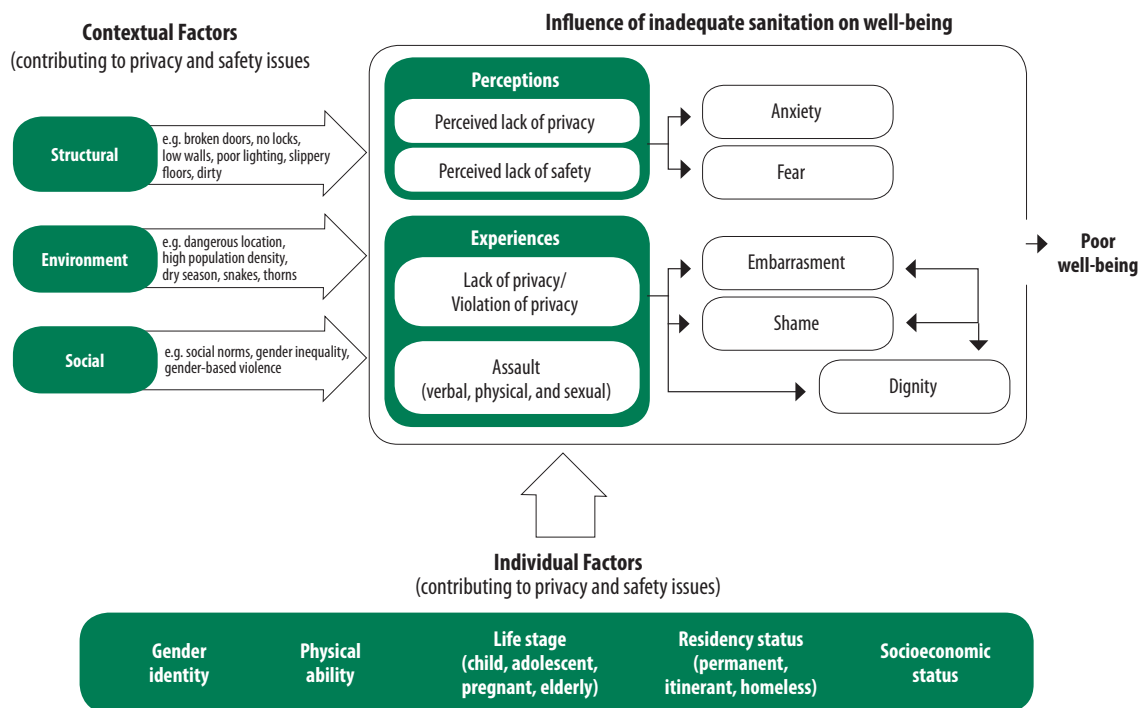 Contextual Factors
(contributing to privacy and safety issues
Structural
e.g. broken doors, no locks,
low walls, poor lighting, slippery
floors, dirty
Environment
e.g. dangerous location,
high population density,
dry season, snakes, thorns
Social
e.g. social norms, gender inequality,
gender-based violence
Influence of inadequate sanitation on well-being
Perceptions
Perceived lack of privacy
Perceived lack of safety
Anxiety
Fear
Experiences
Lack of privacy/
Violation of privacy
Assault
(verbal, physical, and sexual)
Embarrasment
Shame
Dignity
Poor
well-being
Individual Factors
(contributing to privacy and safety issues)
Gender
identity
Physical
ability
Life stage
(child, adolescent,
pregnant, elderly)
Residency status
(permanent,
itinerant, homeless)
Socioeconomic
status